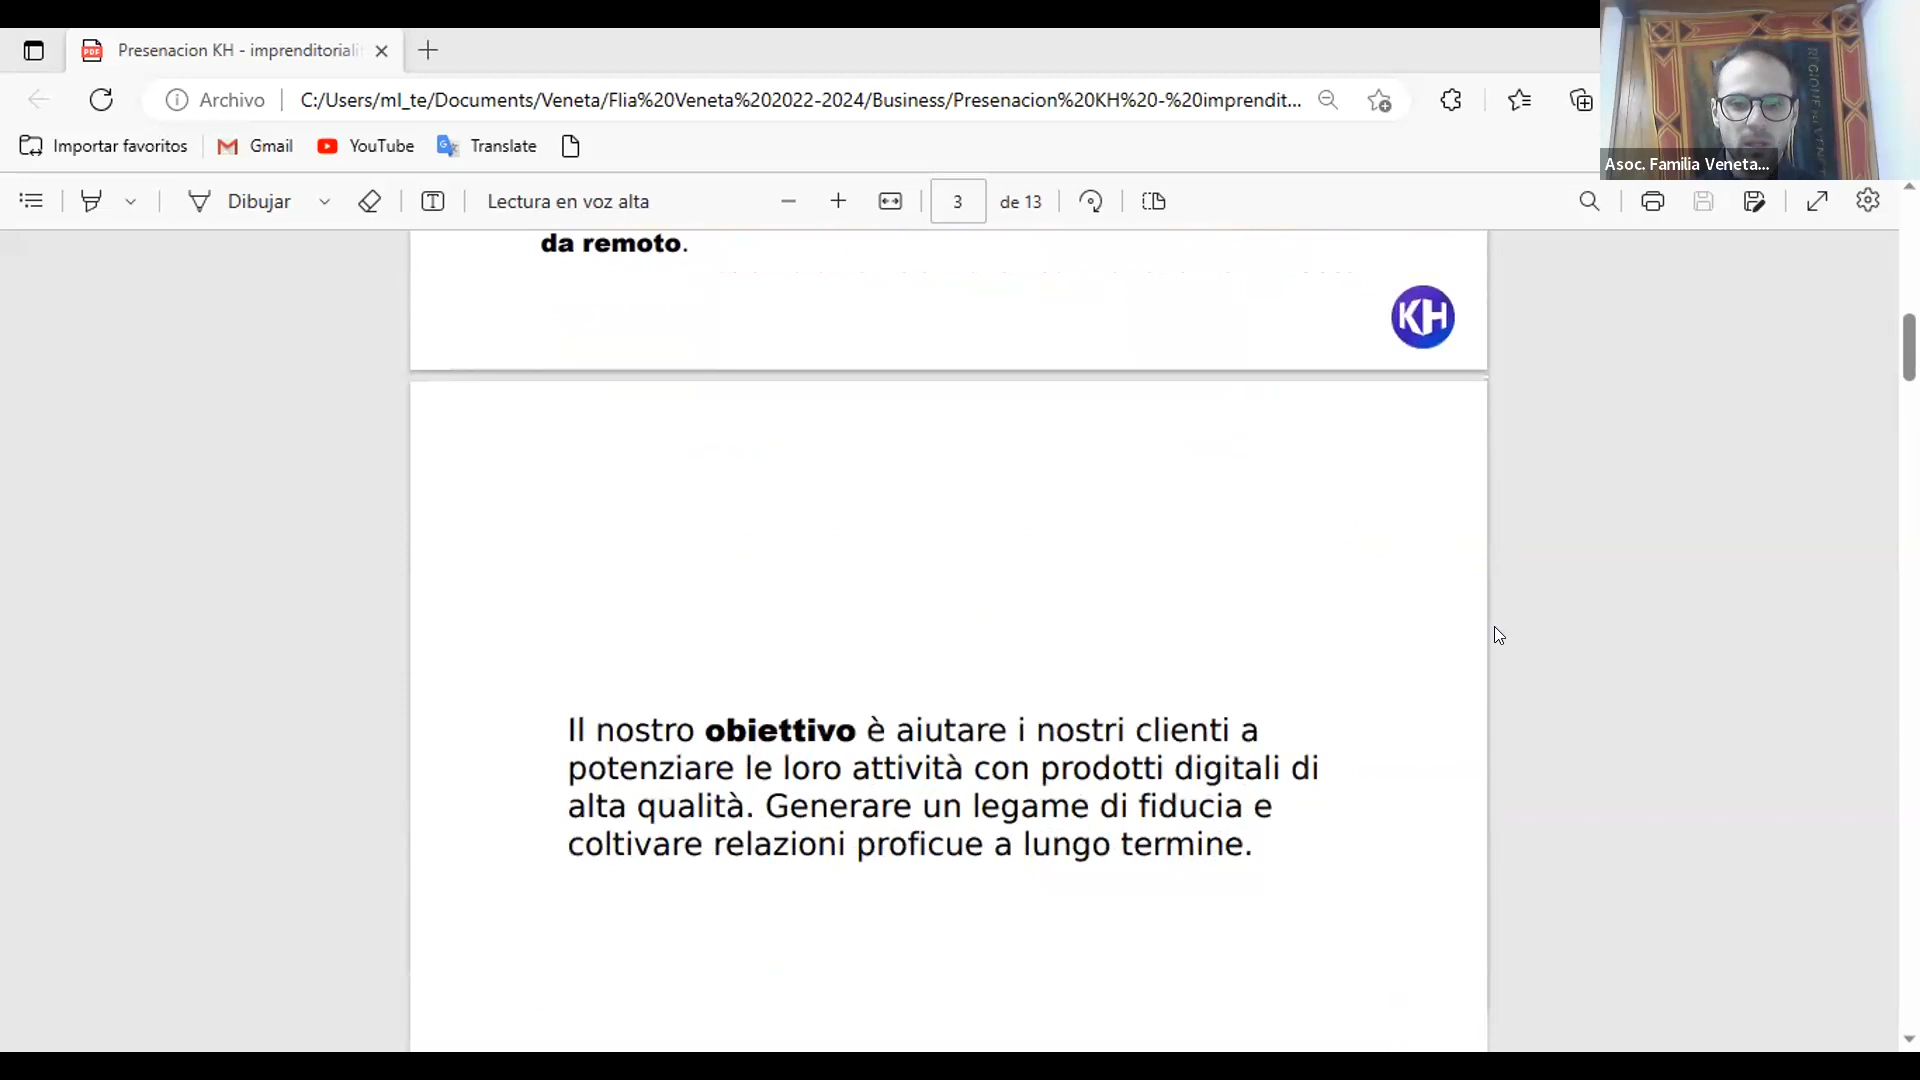 Presenacion KH - imprenditoriali
Archivo
C:/Users/ml_te/Documents/Veneta/Flia%20Veneta%202022-2024/Business/Presenacion%20KH%20-%20imprendit...
Importar favoritos
Gmail
YouTube
Translate
Asoc. Familia Veneta...
REGIONE del VENET
Dibujar
Lectura en voz alta
3
de 13
da remoto.
KH
Il nostro obiettivo è aiutare i nostri clienti a
potenziare le loro attività con prodotti digitali di
alta qualità. Generare un legame di fiducia e
coltivare relazioni proficue a lungo termine.